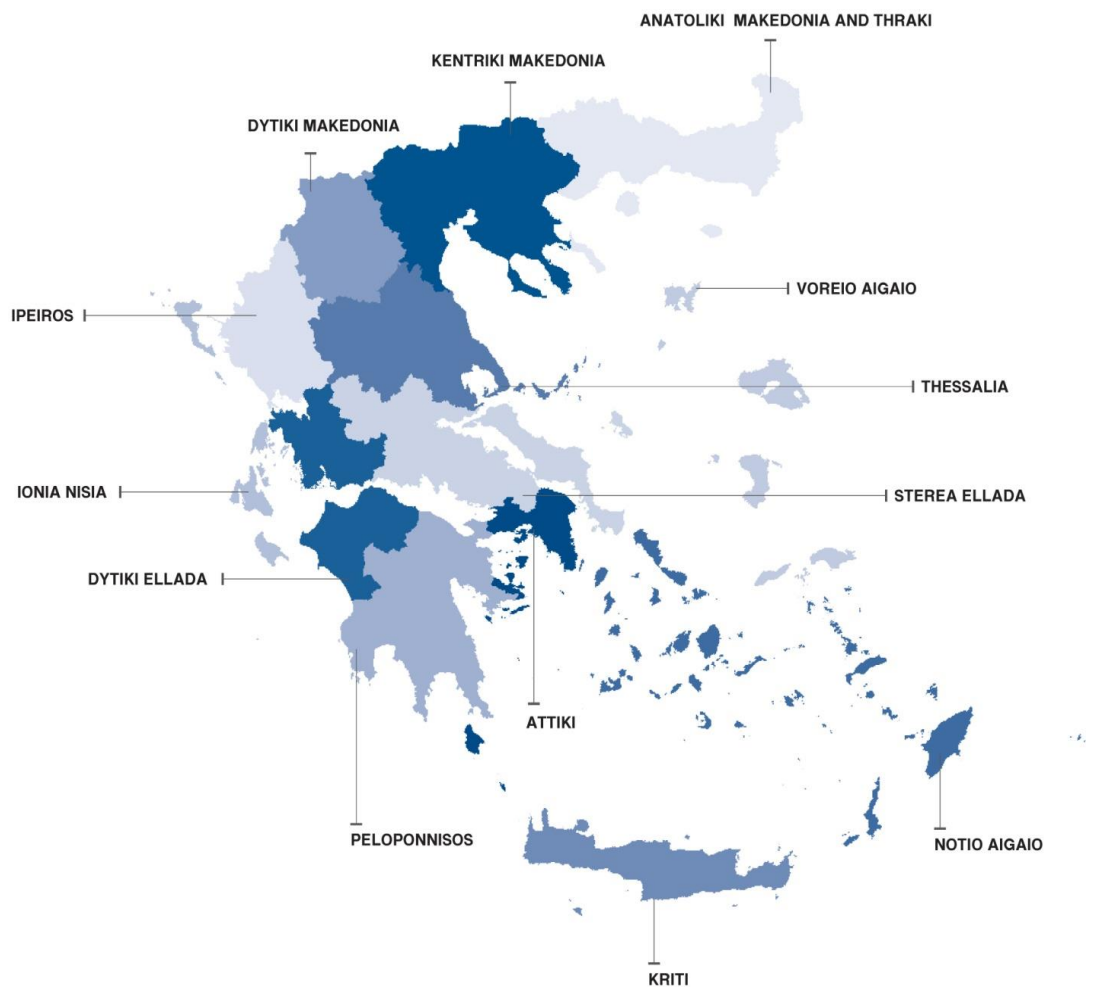 ANATOLIKI MAKEDONIA AND THRAKI
KENTRIKI MAKEDONIA
DYTIKI MAKEDONIA
VOREIO AIGAIO
IPEIROS
THESSALIA
IONIA NISIA
STEREA ELLADA
DYTIKI ELLADA
ATTIKI
PELOPONNISOS
NOTIO AIGAIO
KRITI